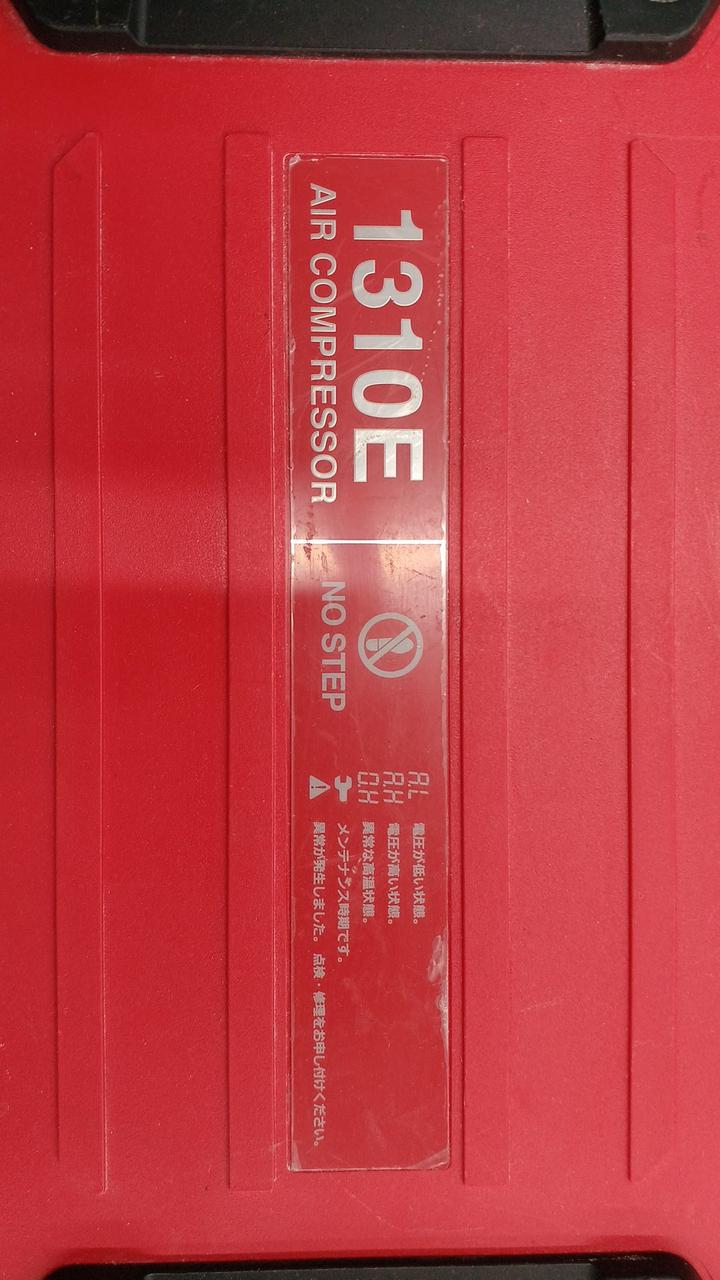 1310E
AIR COMPRESSOR
NO STEP
A.L 電圧が低い状態。
A.H 電圧が高い状態。
O.H 異常な高温状態。
メンテナンス時期です。
異常が発生しました。点検・修理をお申し付けください。